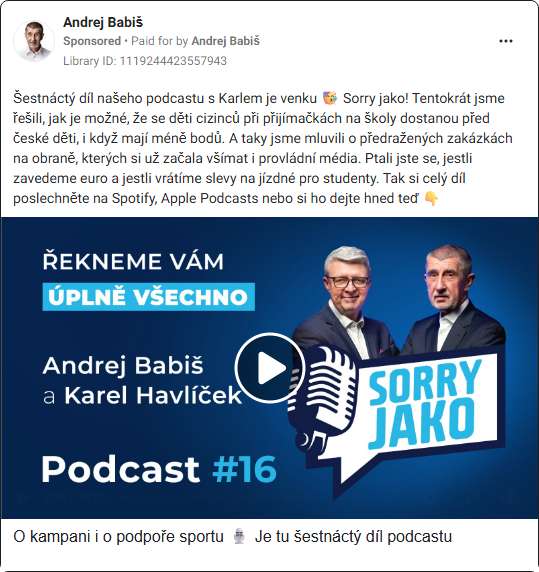 Andrej Babiš
Sponsored • Paid for by Andrej Babiš
Library ID: 1119244423557943
Šestnáctý díl našeho podcastu s Karlem je venku 🥳 Sorry jako! Tentokrát jsme
řešili, jak je možné, že se děti cizinců při přijímačkách na školy dostanou před
české děti, i když mají méně bodů. A taky jsme mluvili o předražených zakázkách
na obraně, kterých si už začala všímat i provládní média. Ptali jste se, jestli
zavedeme euro a jestli vrátíme slevy na jízdné pro studenty. Tak si celý díl
poslechněte na Spotify, Apple Podcasts nebo si ho dejte hned teď 👇
ŘEKNEME VÁM
ÚPLNĚ VŠECHNO
Andrej Babiš
a Karel Havlíček
SORRY
JAKO
Podcast #16
O kampani i o podpoře sportu 🎙️ Je tu šestnáctý díl podcastu